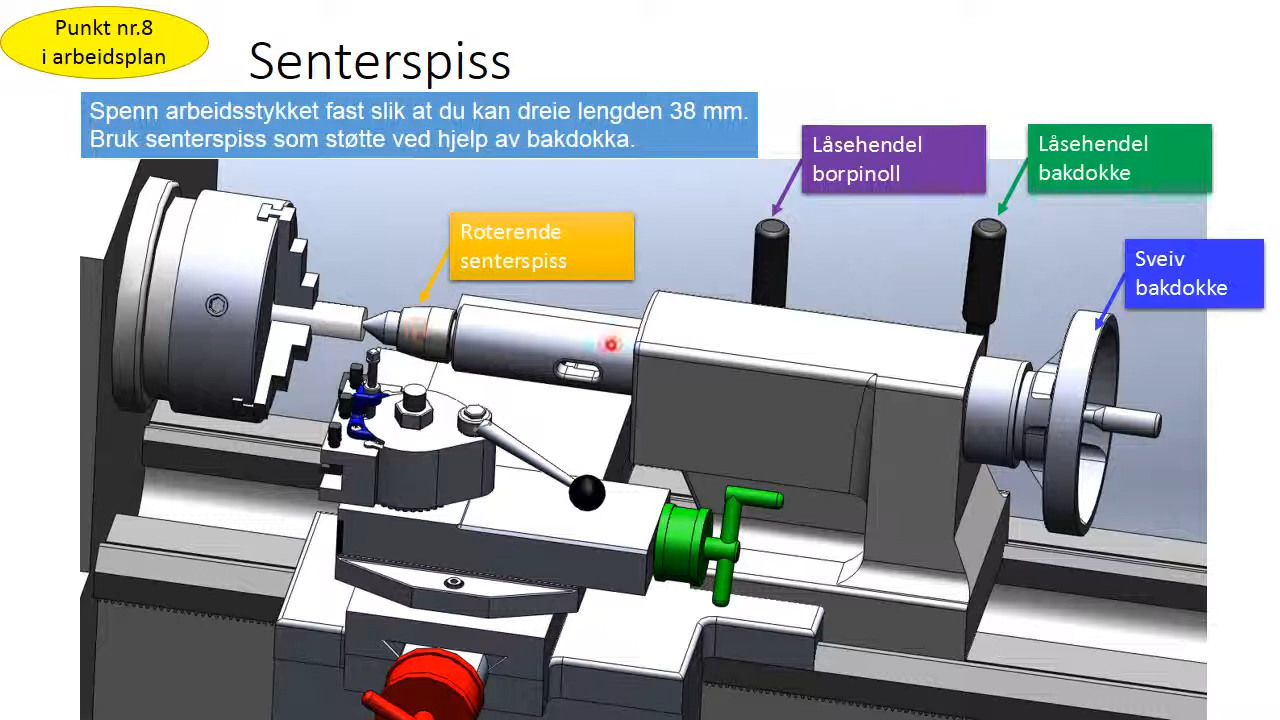 Punkt nr.8
i arbeidsplan
Senterspiss
Spenn arbeidsstykket fast slik at du kan dreie lengden 38 mm.
Bruk senterspiss som støtte ved hjelp av bakdokka.
Låsehendel
borpinoll
Låsehendel
bakdokke
Roterende
senterspiss
Sveiv
bakdokke